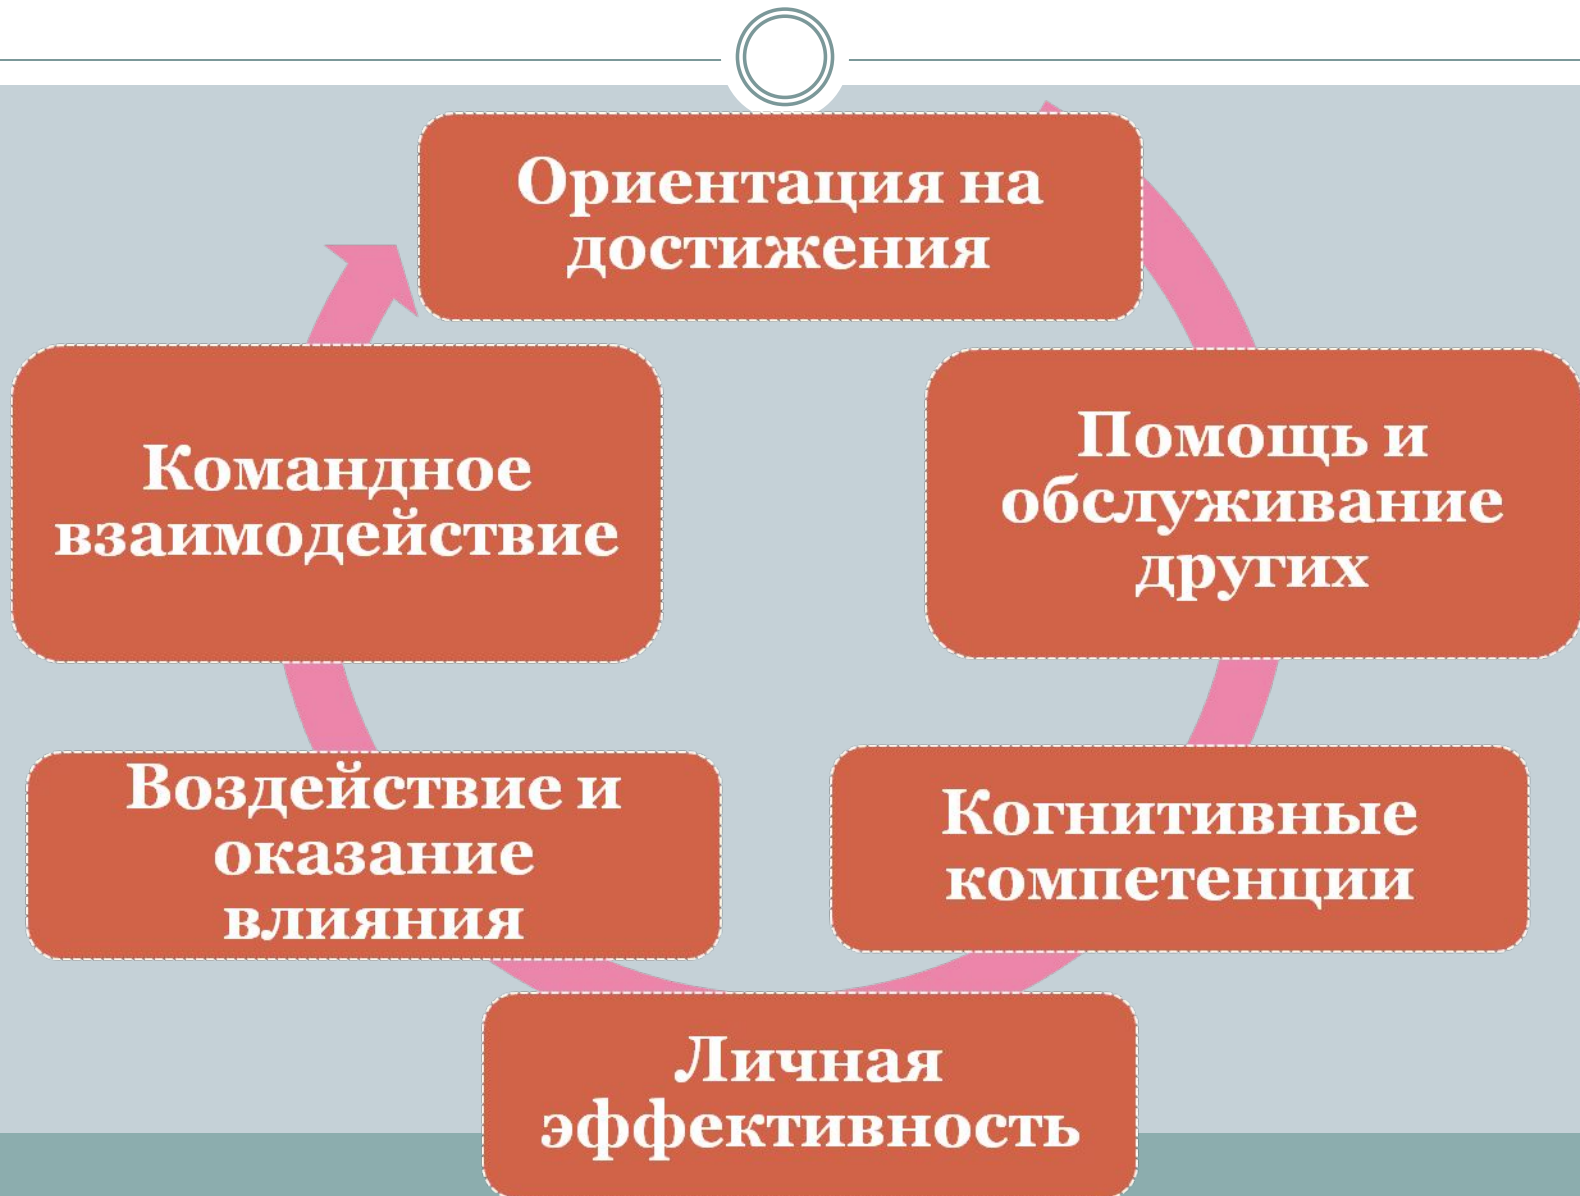 Ориентация на
достижения
Помощь и
обслуживание
других
Когнитивные
компетенции
Личная
эффективность
Воздействие и
оказание
влияния
Командное
взаимодействие